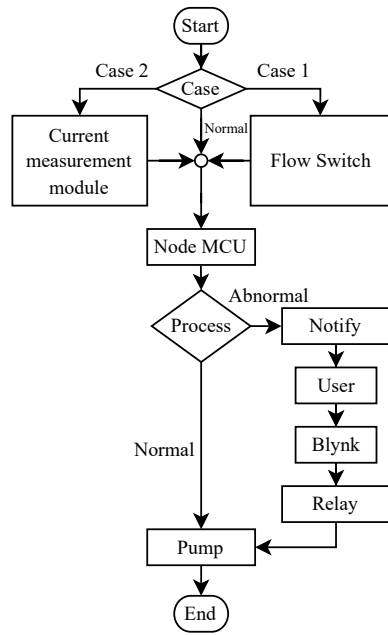 Start
Case 2
Case 1
Case
Normal
Current
measurement
module
Flow Switch
Node MCU
Abnormal
Process
Notify
User
Blynk
Normal
Relay
Pump
End